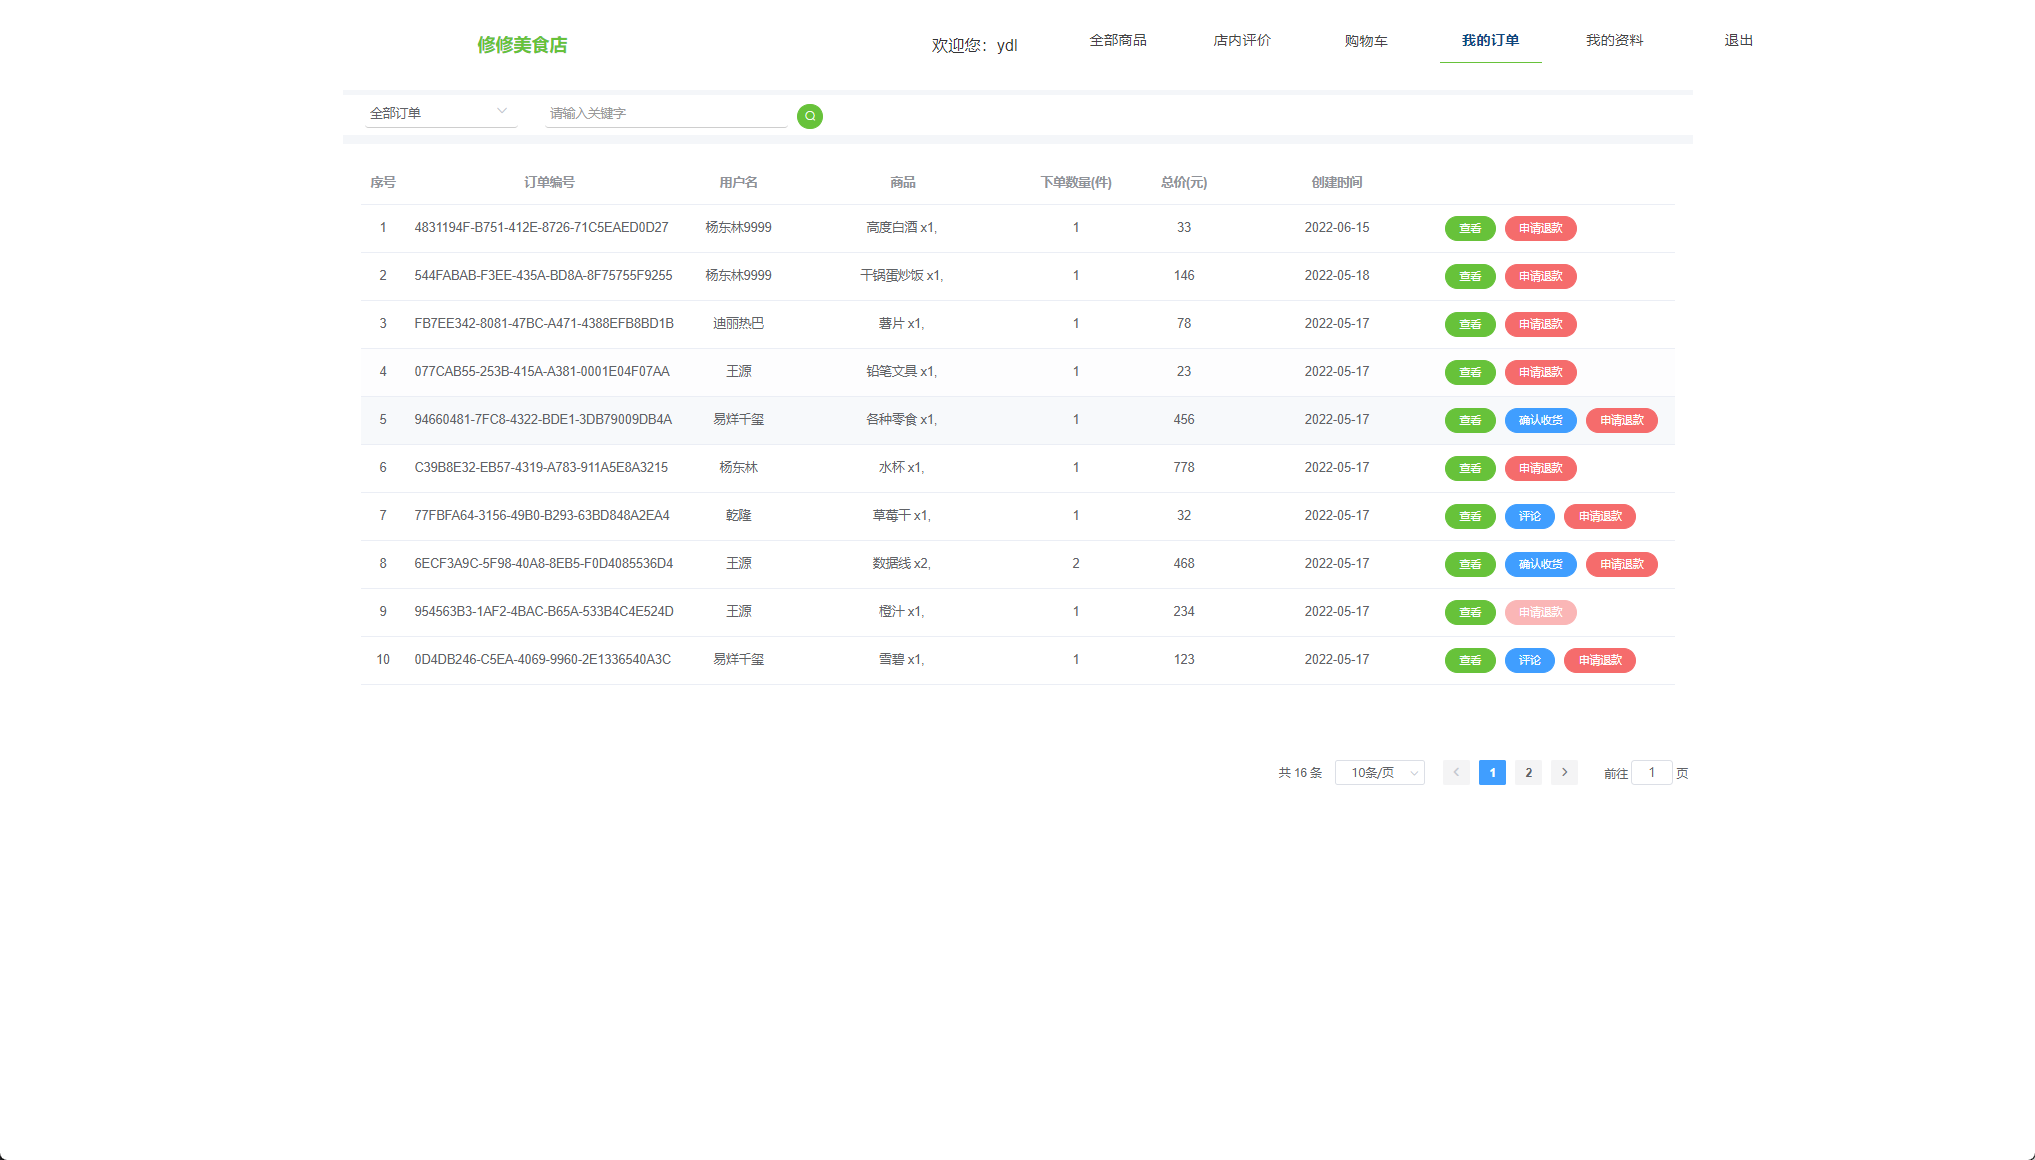 修修美食店 欢迎您：ydl 全部商品 店内评价 购物车 我的订单 我的资料 退出
全部订单 请输入关键字
序号 订单编号 用户名 商品 下单数量(件) 总价(元) 创建时间
1 4831194F-B751-412E-8726-71C5EAED0D27 杨东林9999 高度白酒 x1, 1 33 2022-06-15 查看 申请退款
2 544FABAB-F3EE-435A-BD8A-8F75755F9255 杨东林9999 干锅蛋炒饭 x1, 1 146 2022-05-18 查看 申请退款
3 FB7EE342-8081-47BC-A471-4388EFB8BD1B 迪丽热巴 薯片 x1, 1 78 2022-05-17 查看 申请退款
4 077CAB55-253B-415A-A381-0001E04F07AA 王源 铅笔文具 x1, 1 23 2022-05-17 查看 申请退款
5 94660481-7FC8-4322-BDE1-3DB79009DB4A 易烊千玺 各种零食 x1, 1 456 2022-05-17 查看 确认收货 申请退款
6 C39B8E32-EB57-4319-A783-911A5E8A3215 杨东林 水杯 x1, 1 778 2022-05-17 查看 申请退款
7 77FBFA64-3156-49B0-B293-63BD848A2EA4 乾隆 草莓干 x1, 1 32 2022-05-17 查看 评论 申请退款
8 6ECF3A9C-5F98-40A8-8EB5-F0D4085536D4 王源 数据线 x2, 2 468 2022-05-17 查看 确认收货 申请退款
9 954563B3-1AF2-4BAC-B65A-533B4C4E524D 王源 橙汁 x1, 1 234 2022-05-17 查看 申请退款
10 0D4DB246-C5EA-4069-9960-2E1336540A3C 易烊千玺 雪碧 x1, 1 123 2022-05-17 查看 评论 申请退款
共 16 条 10条/页 1 2 前往 1 页